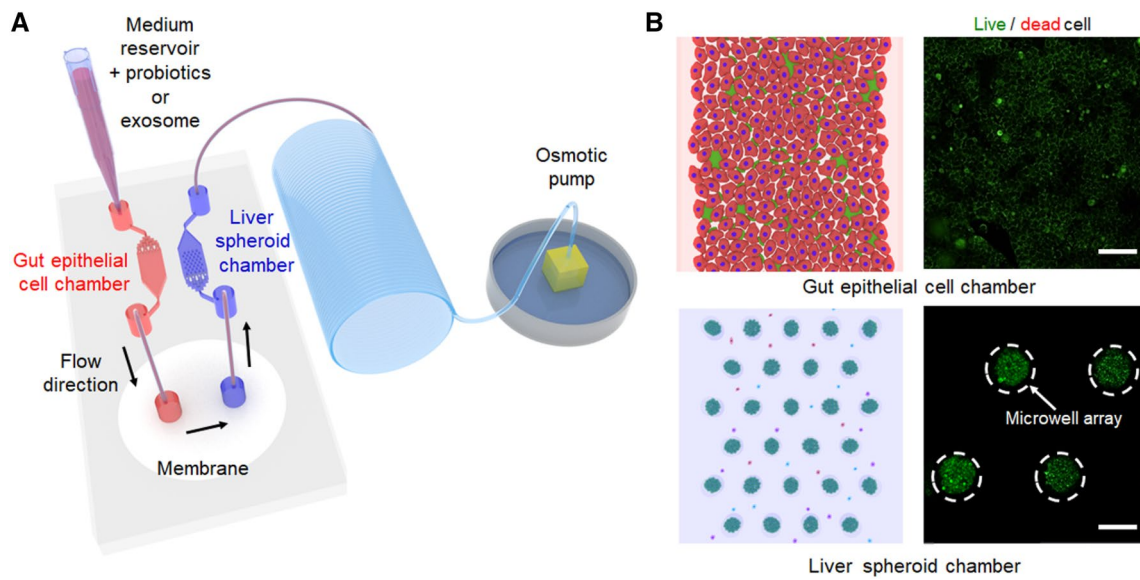 A
Medium
reservoir
+ probiotics
or
exosome
Osmotic
pump
Liver
spheroid
chamber
Gut epithelial
cell chamber
Flow
direction
Membrane
B
Live / dead cell
Gut epithelial cell chamber
Microwell array
Liver spheroid chamber